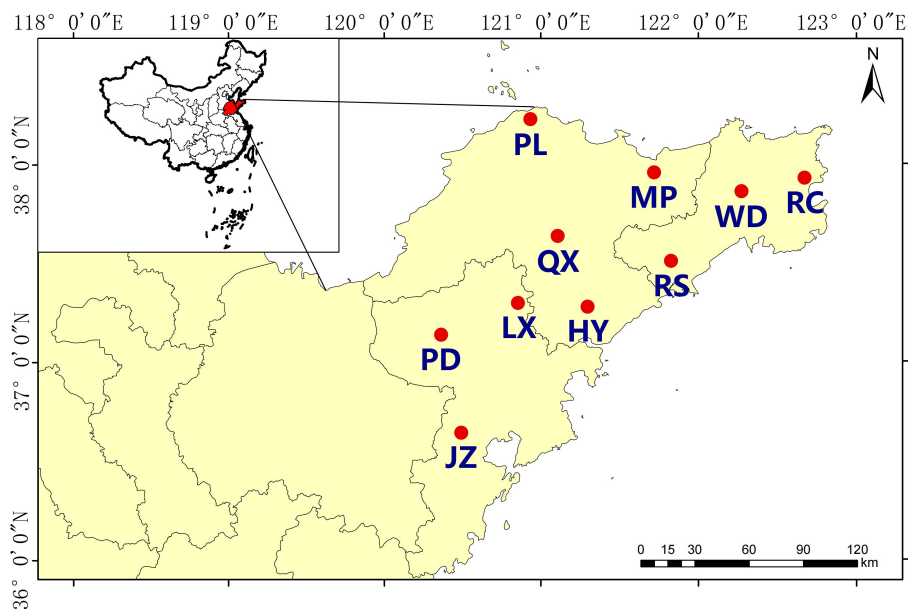 118° 0′0″E 119° 0′0″E 120° 0′0″E 121° 0′0″E 122° 0′0″E 123° 0′0″E
N
38° 0′0″N
PL
MP
WD
RC
QX
RS
LX
HY
PD
37° 0′0″N
JZ
36° 0′0″N
0 15 30 60 90 120
km